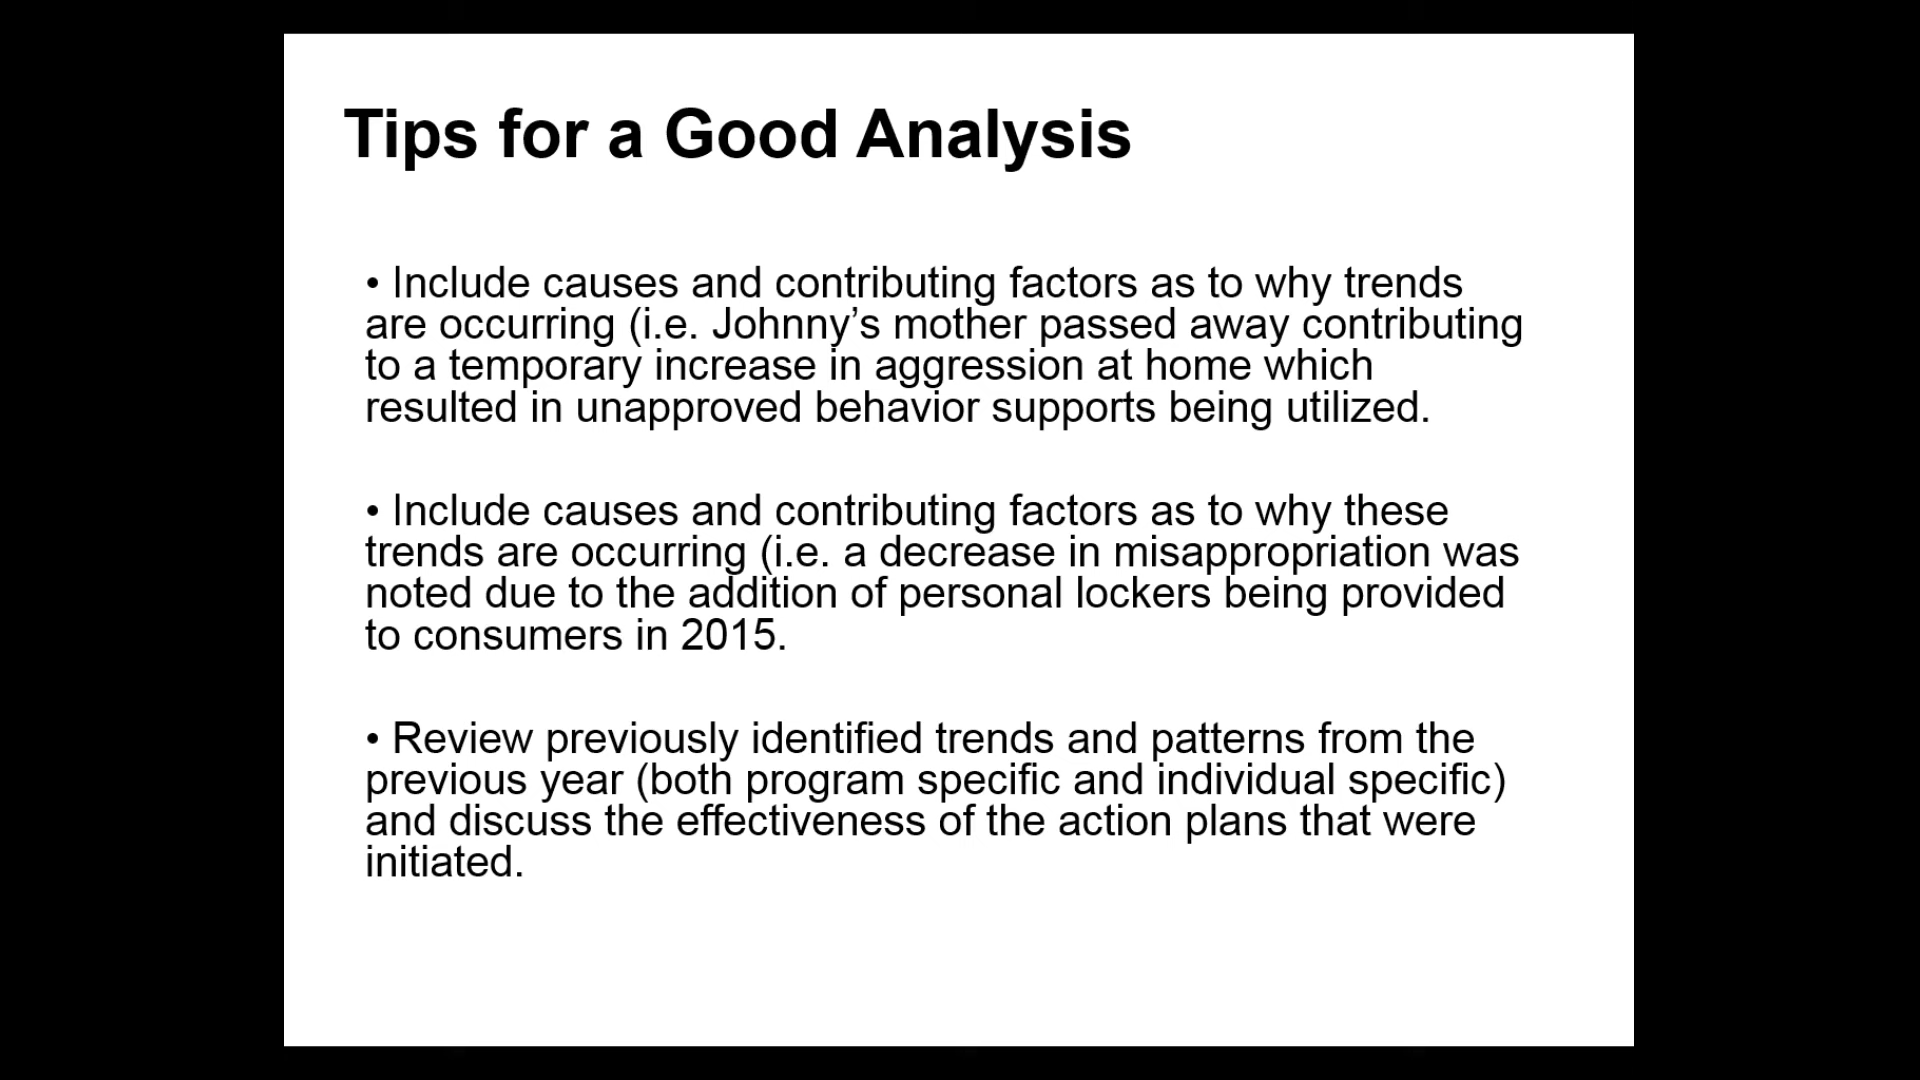 Tips for a Good Analysis
• Include causes and contributing factors as to why trends
are occurring (i.e. Johnny’s mother passed away contributing
to a temporary increase in aggression at home which
resulted in unapproved behavior supports being utilized.
• Include causes and contributing factors as to why these
trends are occurring (i.e. a decrease in misappropriation was
noted due to the addition of personal lockers being provided
to consumers in 2015.
• Review previously identified trends and patterns from the
previous year (both program specific and individual specific)
and discuss the effectiveness of the action plans that were
initiated.